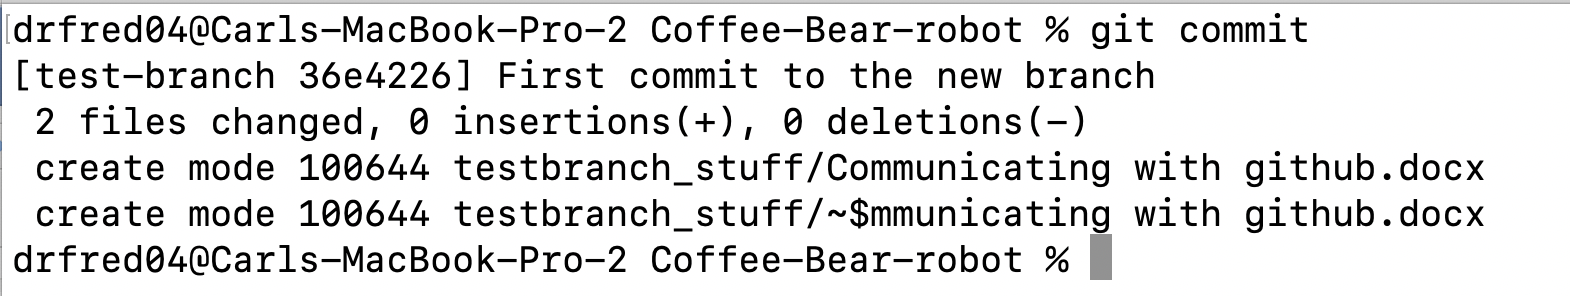 drfred04@Carls-MacBook-Pro-2 Coffee-Bear-robot % git commit
[test-branch 36e4226] First commit to the new branch
 2 files changed, 0 insertions(+), 0 deletions(-)
 create mode 100644 testbranch_stuff/Communicating with github.docx
 create mode 100644 testbranch_stuff/~$mmunicating with github.docx
drfred04@Carls-MacBook-Pro-2 Coffee-Bear-robot %